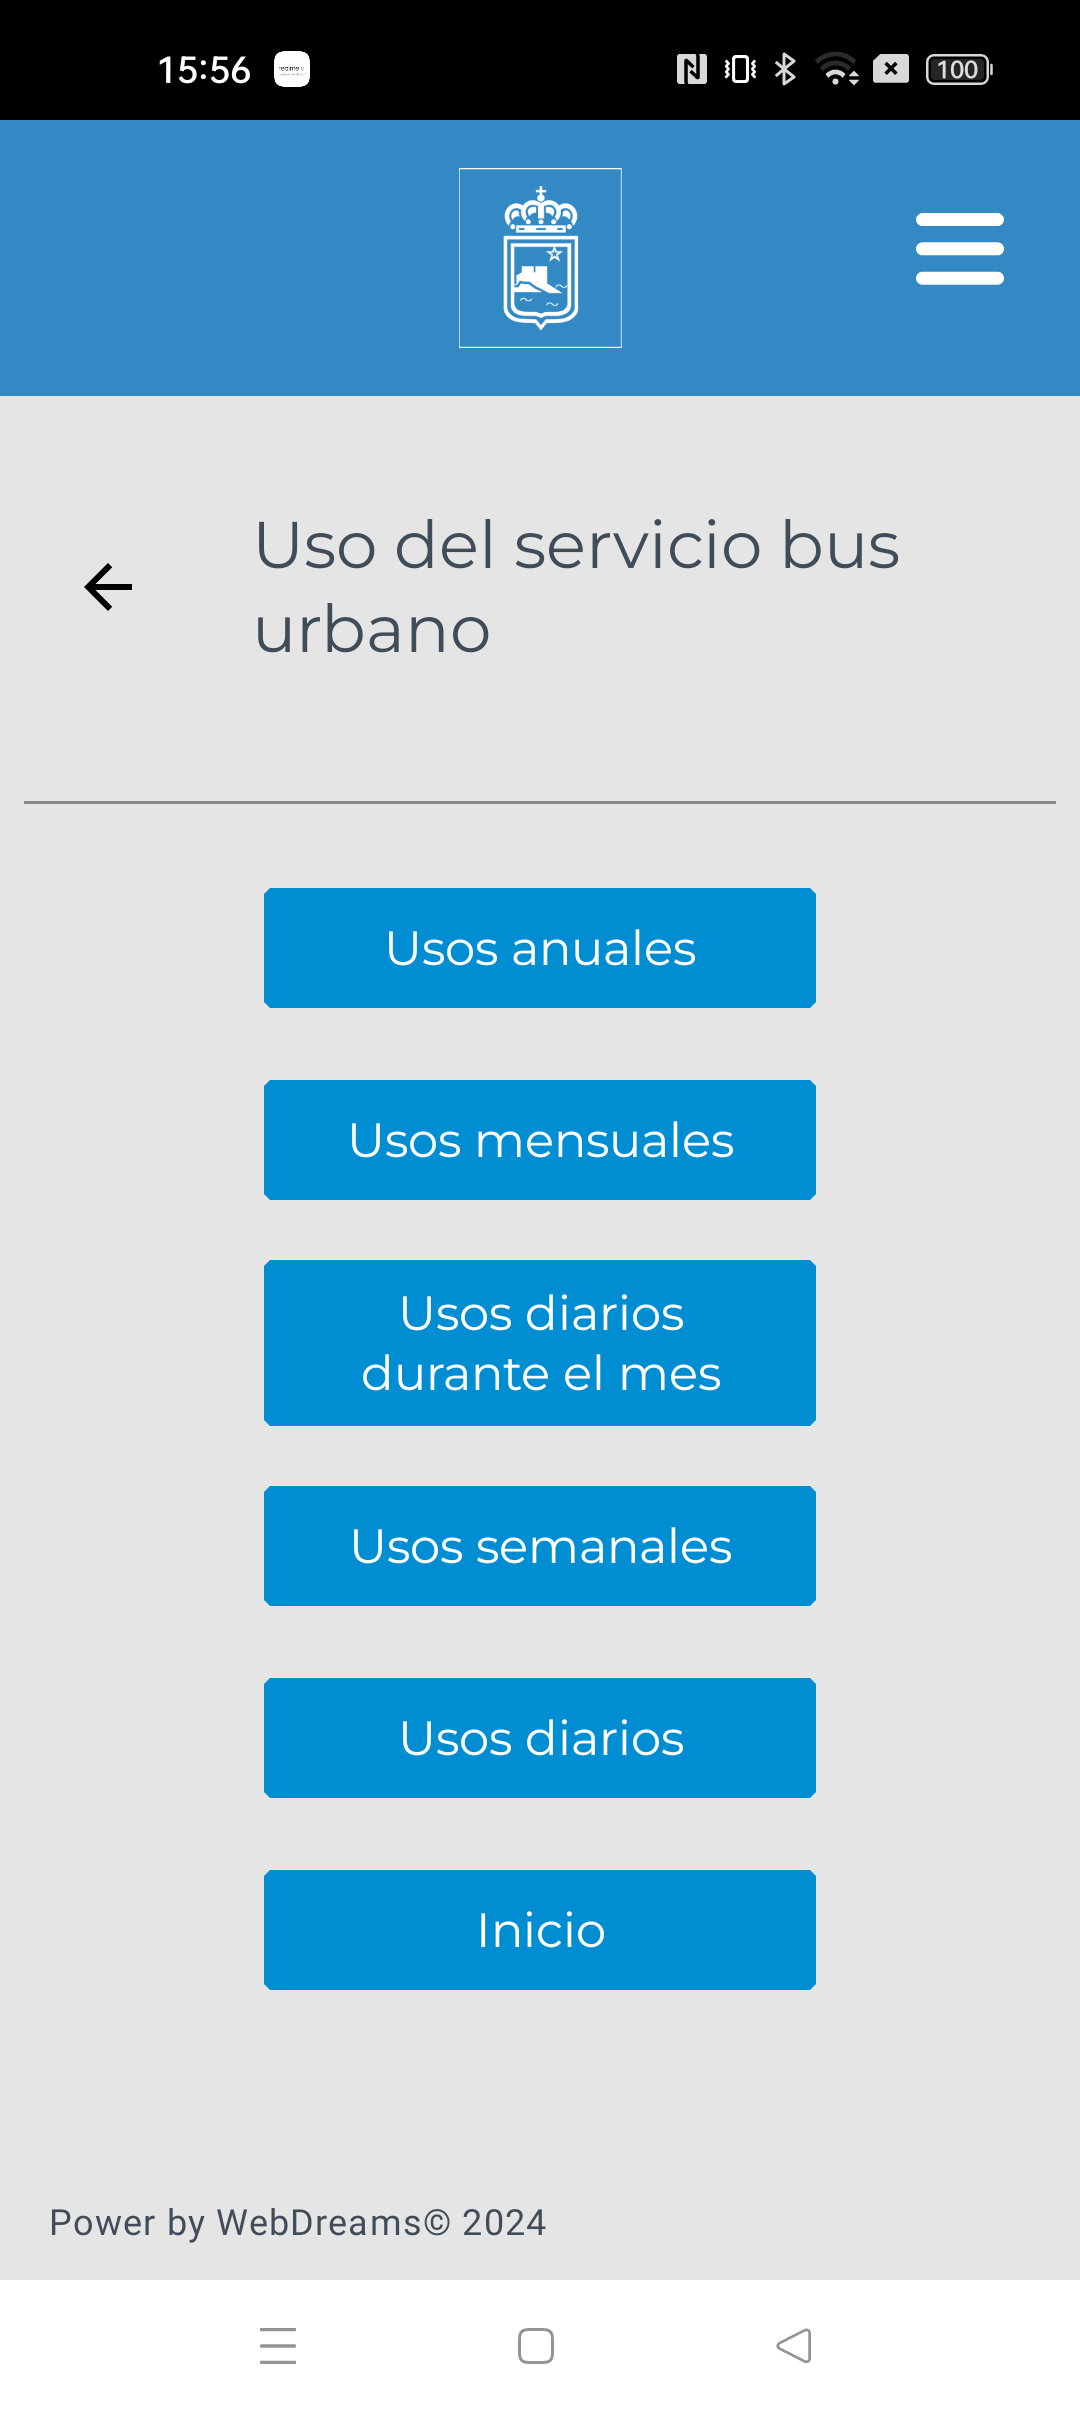 15:56
100
Uso del servicio bus
urbano
Usos anuales
Usos mensuales
Usos diarios
durante el mes
Usos semanales
Usos diarios
Inicio
Power by WebDreams© 2024